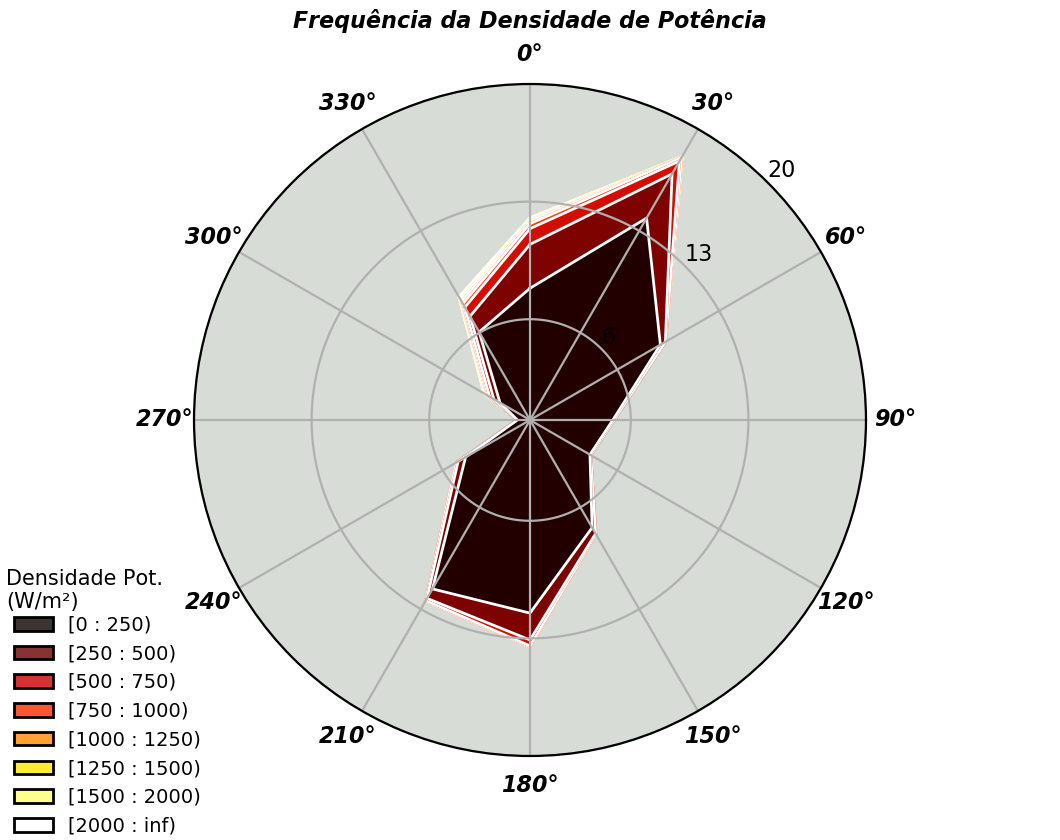 Frequência da Densidade de Potência
0°
330°
30°
20
300°
60°
13
6
270°
90°
240°
120°
210°
150°
180°
Densidade Pot.
(W/m²)
[0 : 250)
[250 : 500)
[500 : 750)
[750 : 1000)
[1000 : 1250)
[1250 : 1500)
[1500 : 2000)
[2000 : inf)